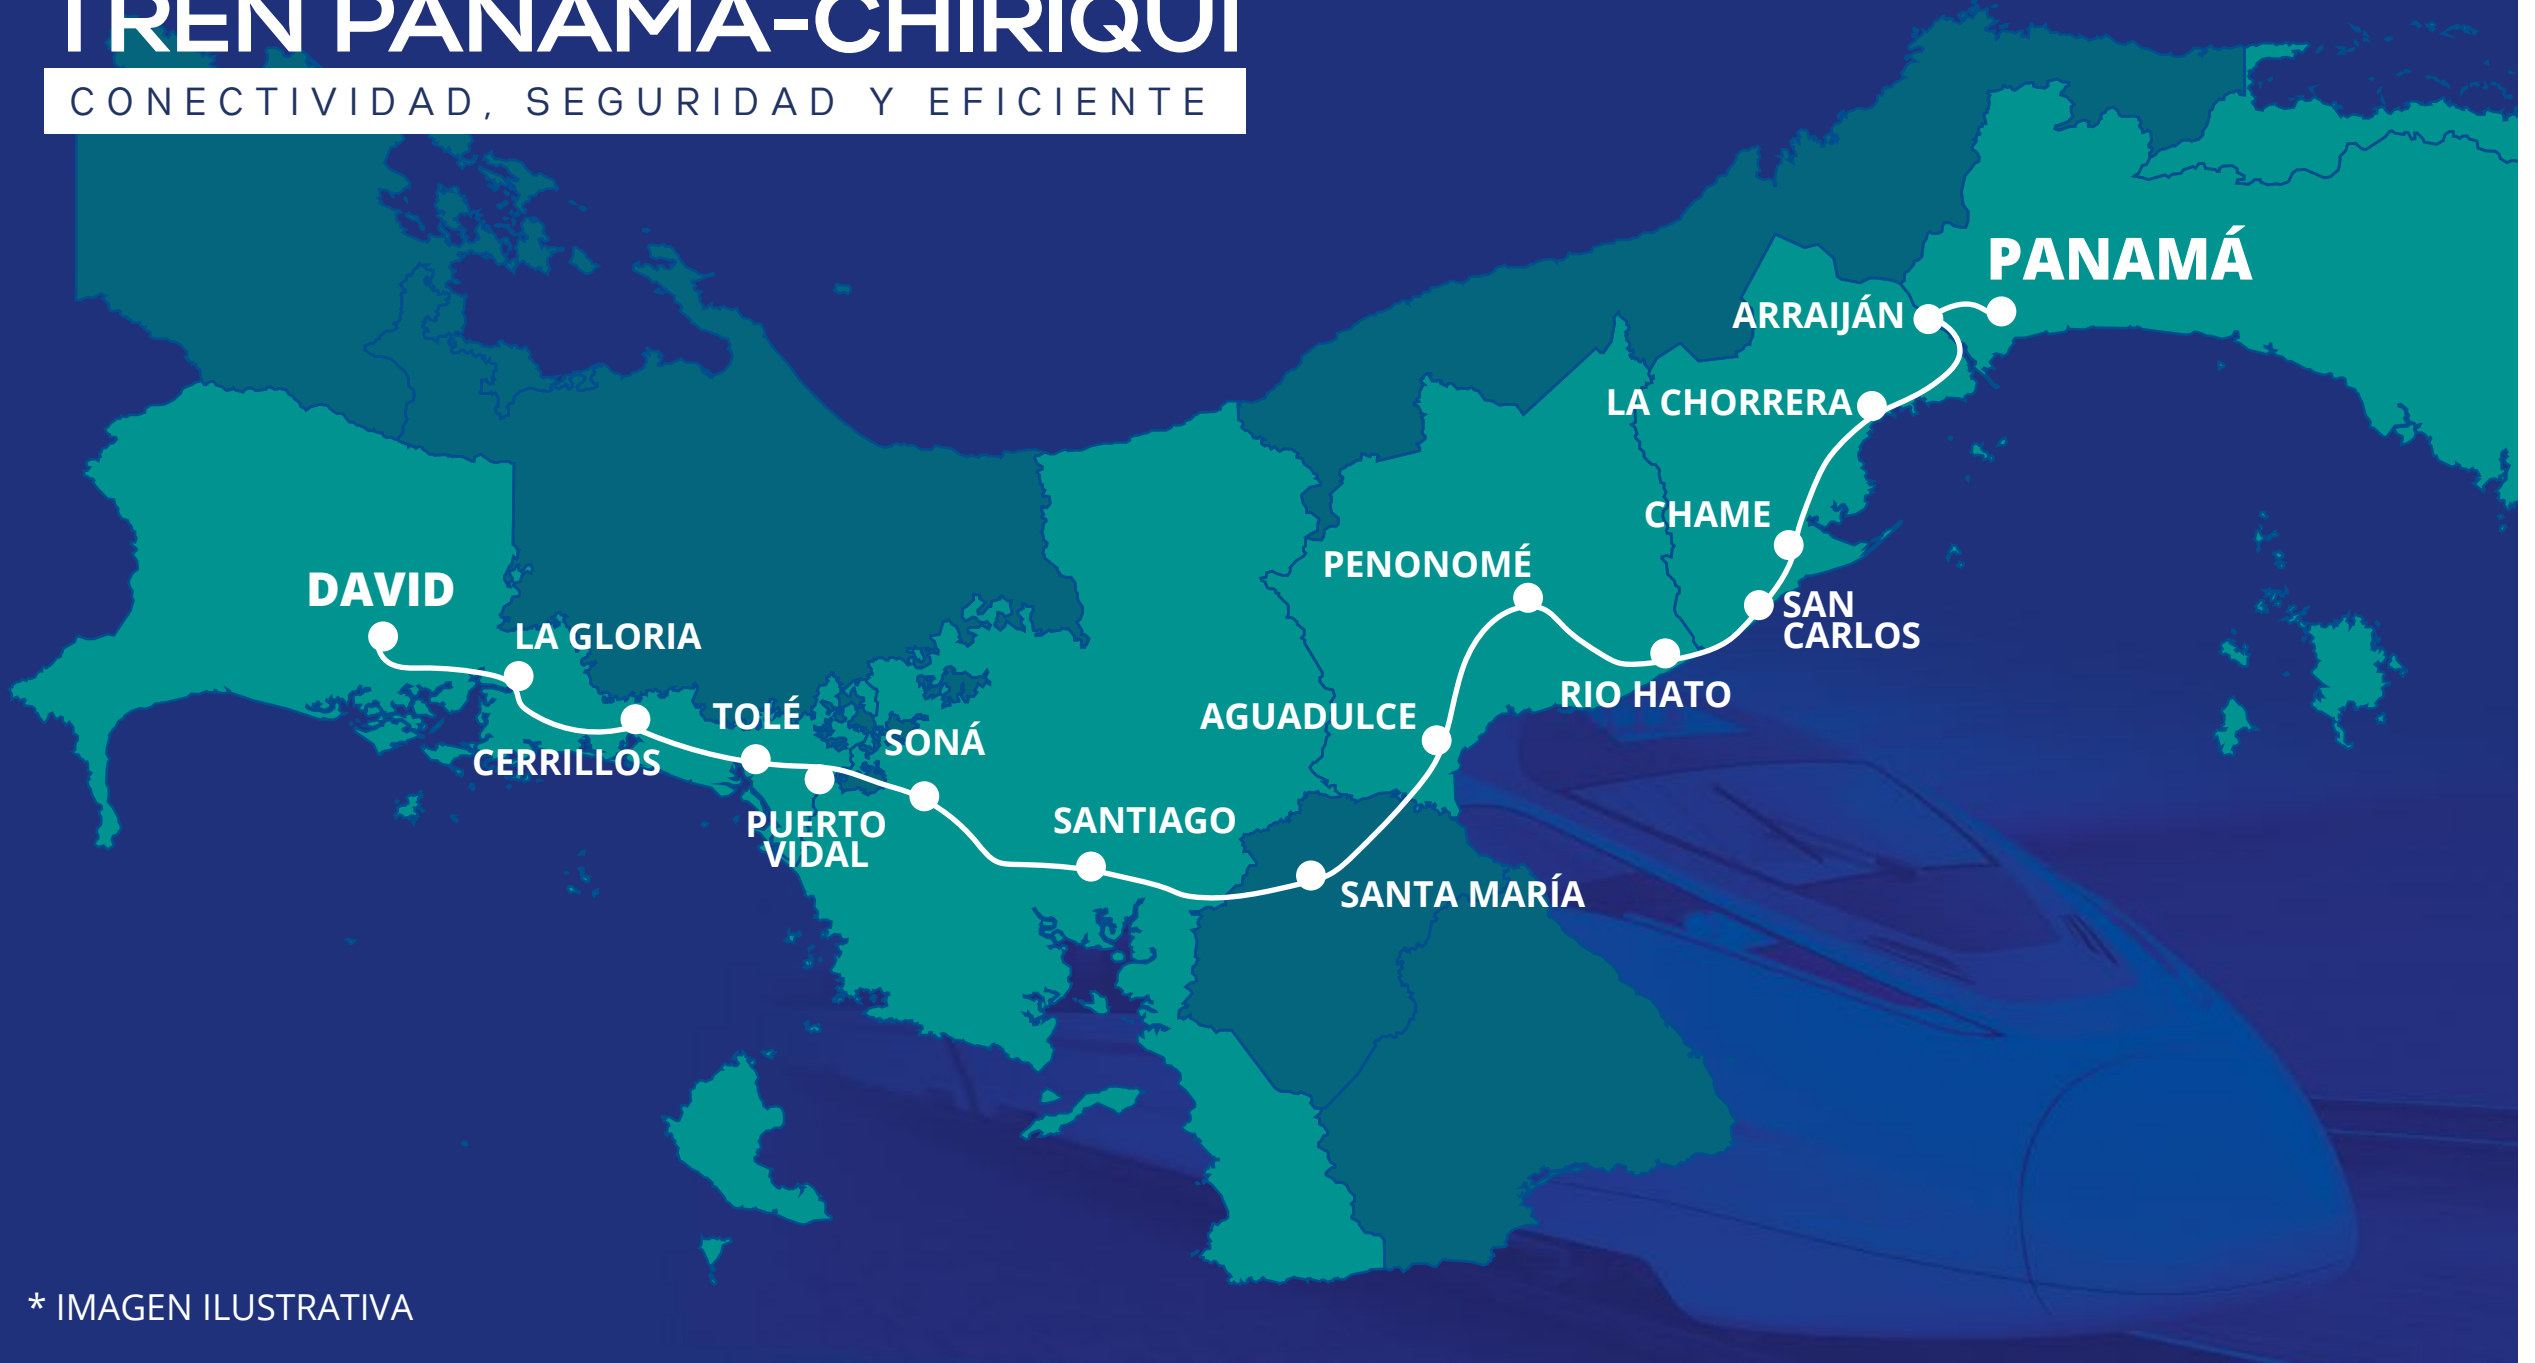 TREN PANAMÁ-CHIRIQUÍ
CONECTIVIDAD, SEGURIDAD Y EFICIENTE
PANAMÁ
ARRAIJÁN
LA CHORRERA
CHAME
SAN
CARLOS
RIO HATO
PENONOMÉ
AGUADULCE
SANTA MARÍA
SANTIAGO
SONÁ
PUERTO
VIDAL
TOLÉ
CERRILLOS
LA GLORIA
DAVID
* IMAGEN ILUSTRATIVA